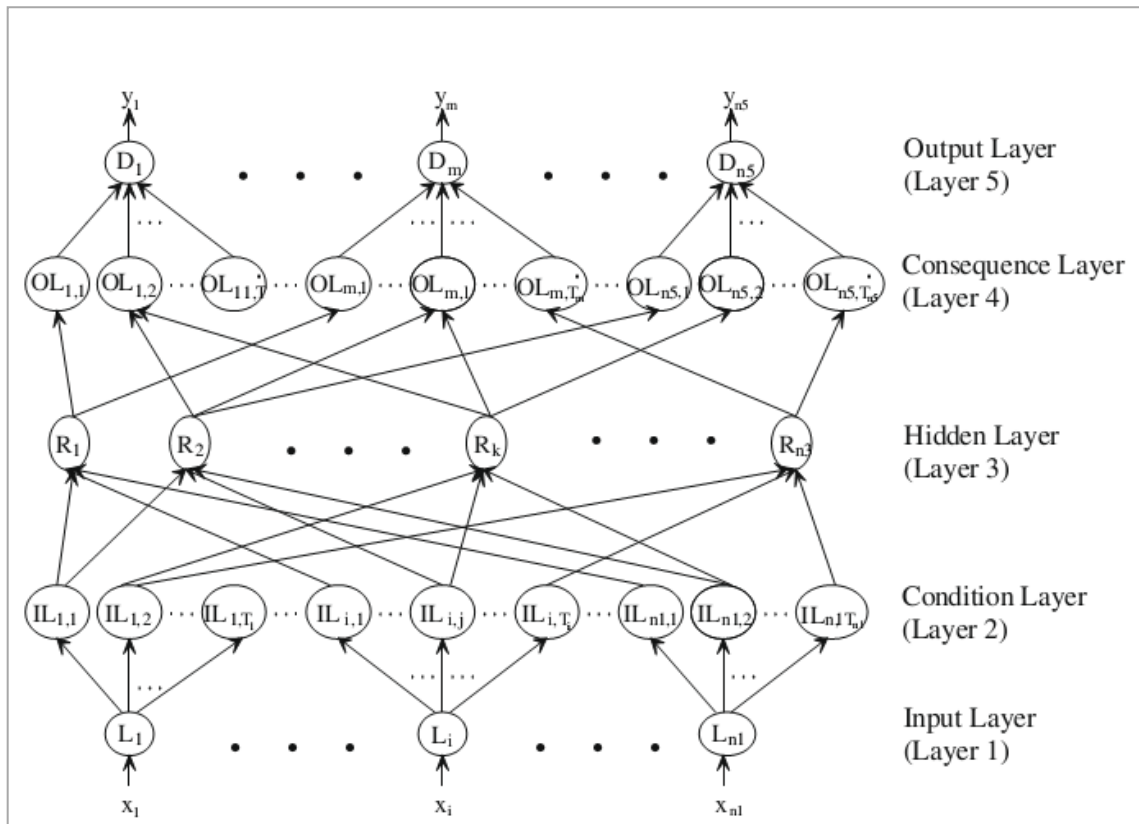 y1 ym yn5
D1 Dm Dn5
Output Layer
(Layer 5)
OL1,1 OL1,2 OL11,T OLm,1 OLm,1 OLm,Tm OLn5,1 OLn5,2 OLn5,Tn5
Consequence Layer
(Layer 4)
R1 R2 Rk Rn3
Hidden Layer
(Layer 3)
IL1,1 IL1,2 IL1,Ti ILi,1 ILi,j ILi,Ti ILn1,1 ILn1,2 ILn,1Tn1
Condition Layer
(Layer 2)
L1 Li Ln1
Input Layer
(Layer 1)
x1 xi xn1